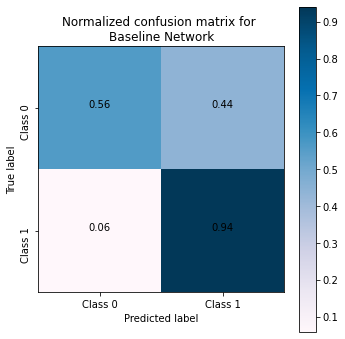 Normalized confusion matrix for
Baseline Network
True label
Class 0
Class 1
0.56
0.44
0.06
0.94
Class 0
Class 1
Predicted label
0.9
0.8
0.7
0.6
0.5
0.4
0.3
0.2
0.1